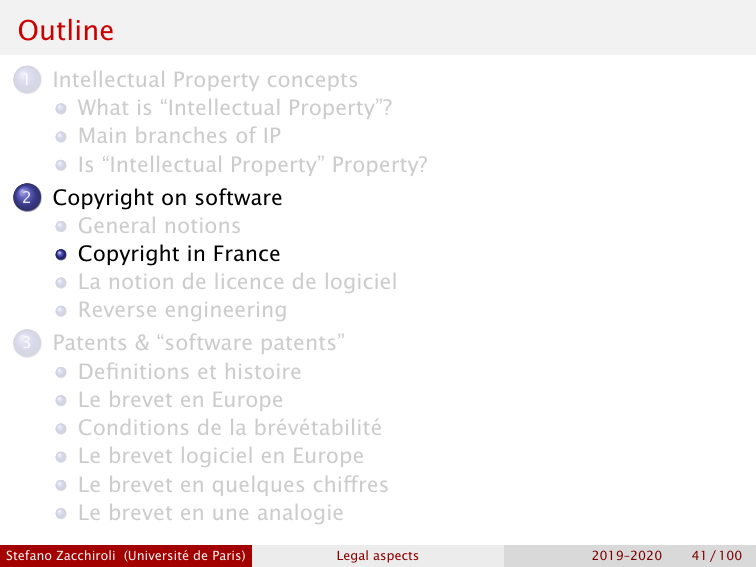 Outline
1 Intellectual Property concepts
What is “Intellectual Property”?
Main branches of IP
Is “Intellectual Property” Property?
2 Copyright on software
General notions
Copyright in France
La notion de licence de logiciel
Reverse engineering
3 Patents & “software patents”
Definitions et histoire
Le brevet en Europe
Conditions de la brévétabilité
Le brevet logiciel en Europe
Le brevet en quelques chiffres
Le brevet en une analogie
Stefano Zacchiroli (Université de Paris) Legal aspects 2019–2020 41 / 100